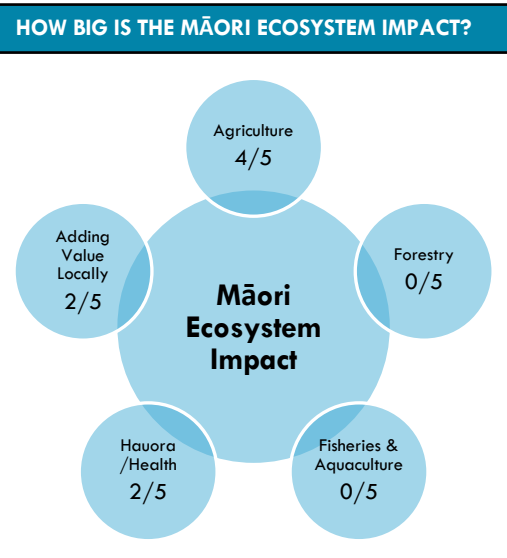 HOW BIG IS THE MĀORI ECOSYSTEM IMPACT?
Agriculture
4/5
Adding
Value
Locally
2/5
Forestry
0/5
Māori
Ecosystem
Impact
Hauora
/Health
2/5
Fisheries &
Aquaculture
0/5